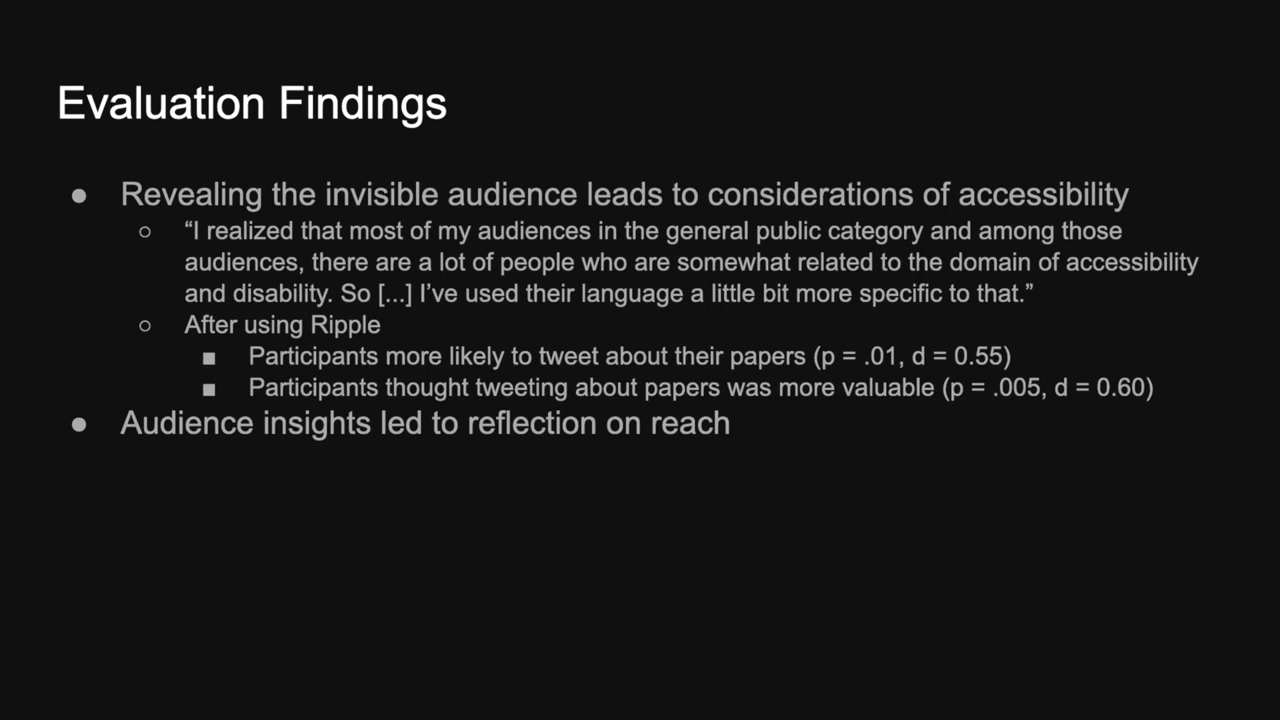 Evaluation Findings
● Revealing the invisible audience leads to considerations of accessibility
○ “I realized that most of my audiences in the general public category and among those
audiences, there are a lot of people who are somewhat related to the domain of accessibility
and disability. So [...] I’ve used their language a little bit more specific to that.”
○ After using Ripple
■ Participants more likely to tweet about their papers (p = .01, d = 0.55)
■ Participants thought tweeting about papers was more valuable (p = .005, d = 0.60)
● Audience insights led to reflection on reach